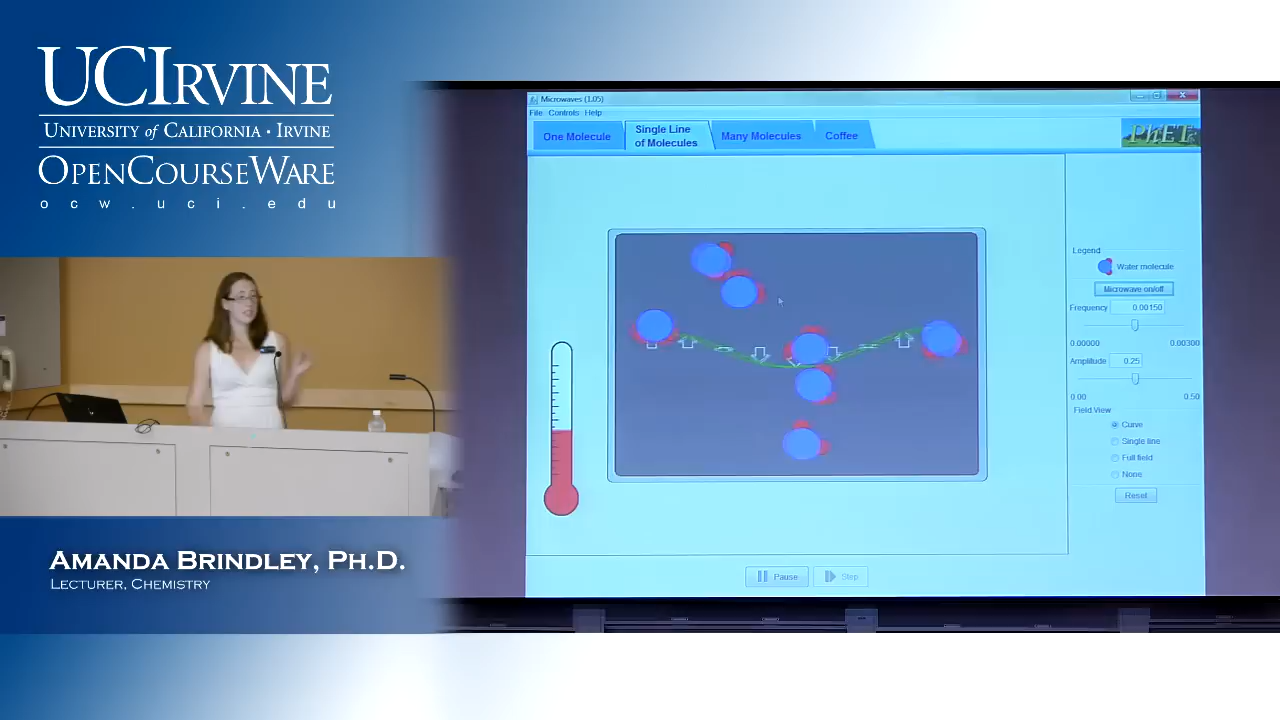 UCIRVINE
UNIVERSITY of CALIFORNIA · IRVINE
OPENCOURSEWARE
ocw.uci.edu
AMANDA BRINDLEY, PH.D.
LECTURER, CHEMISTRY
Microwaves (1.05)
File Controls Help
One Molecule
Single Line
of Molecules
Many Molecules
Coffee
PhET
Legend
Water molecule
Microwave on/off
Frequency 0.00150
0.00000 0.00300
Amplitude 0.25
0.00 0.50
Field View
Curve
Single line
Full field
None
Reset
Pause
Step